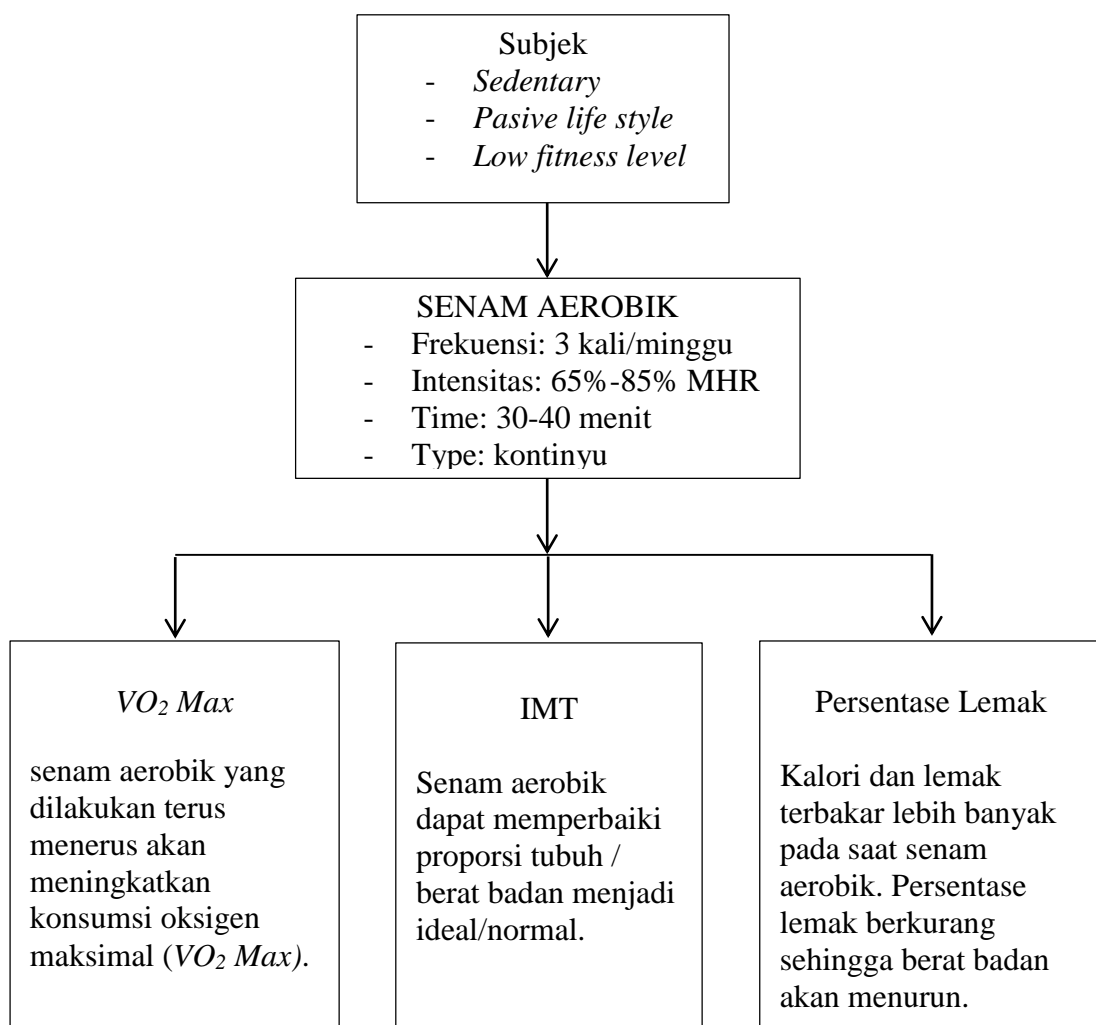 Subjek
- Sedentary
- Pasive life style
- Low fitness level
SENAM AEROBIK
- Frekuensi: 3 kali/minggu
- Intensitas: 65%-85% MHR
- Time: 30-40 menit
- Type: kontinyu
VO₂ Max
senam aerobik yang
dilakukan terus
menerus akan
meningkatkan
konsumsi oksigen
maksimal (VO₂ Max).
IMT
Senam aerobik
dapat memperbaiki
proporsi tubuh /
berat badan menjadi
ideal/normal.
Persentase Lemak
Kalori dan lemak
terbakar lebih banyak
pada saat senam
aerobik. Persentase
lemak berkurang
sehingga berat badan
akan menurun.